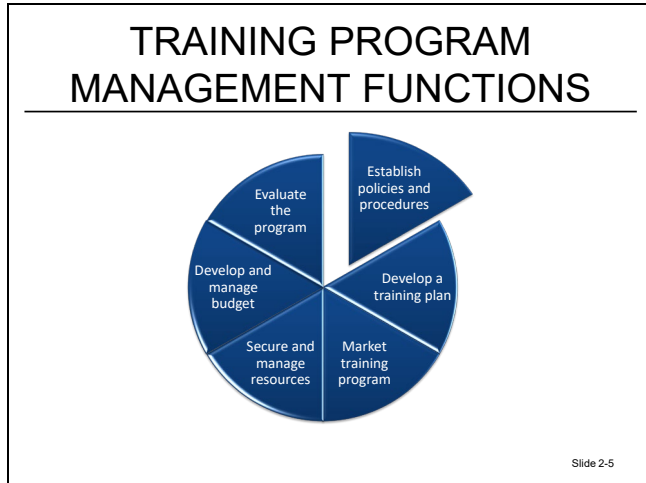 TRAINING PROGRAM
MANAGEMENT FUNCTIONS
Establish
policies and
procedures
Develop a
training plan
Market
training
program
Secure and
manage
resources
Develop and
manage
budget
Evaluate
the
program
Slide 2-5